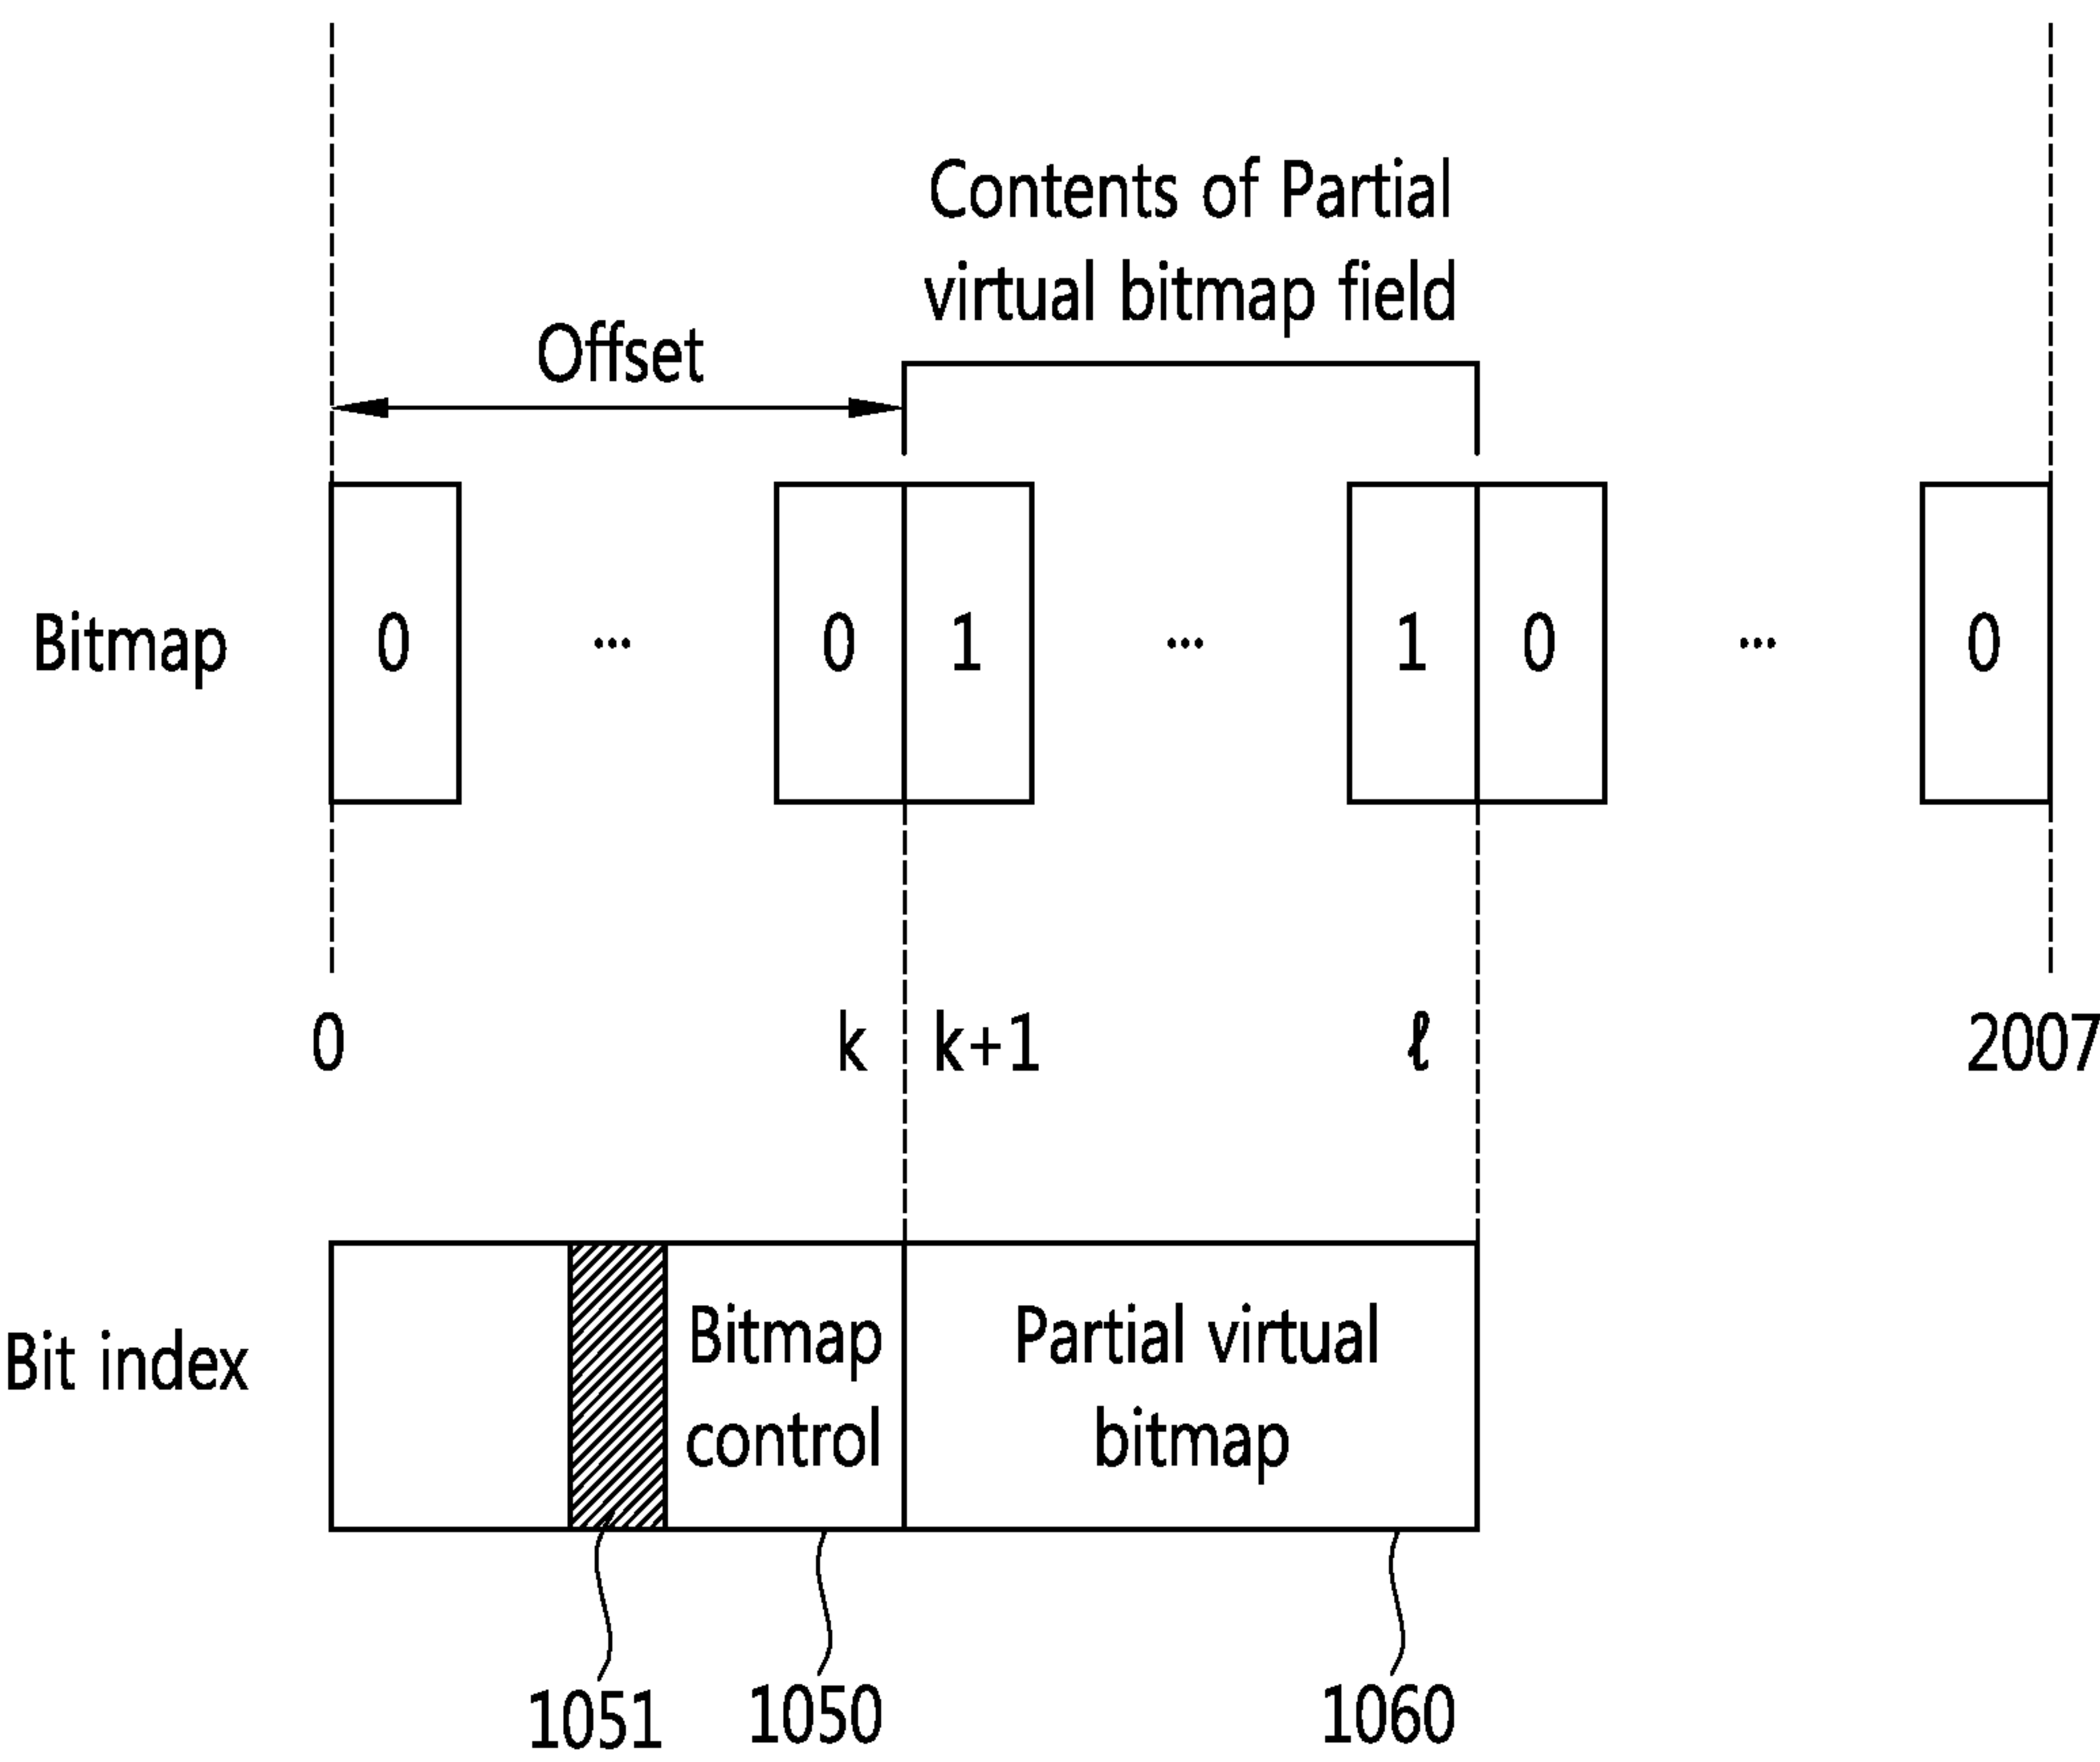 Contents of Partial
virtual bitmap field
Offset
Bitmap 0 ... 0 1 ... 1 0 ... 0
0 k k+1 ℓ 2007
Bit index
Bitmap
control
Partial virtual
bitmap
1051 1050 1060